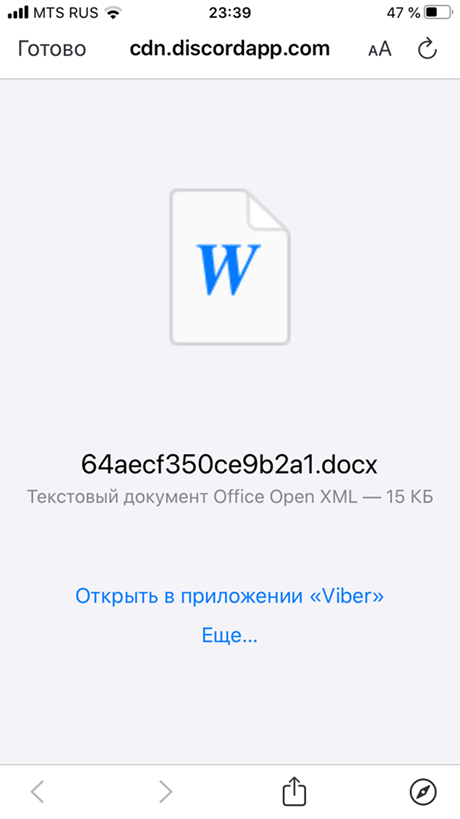 MTS RUS 23:39 47 %
Готово cdn.discordapp.com AA
W
64aecf350ce9b2a1.docx
Текстовый документ Office Open XML — 15 КБ
Открыть в приложении «Viber»
Еще...